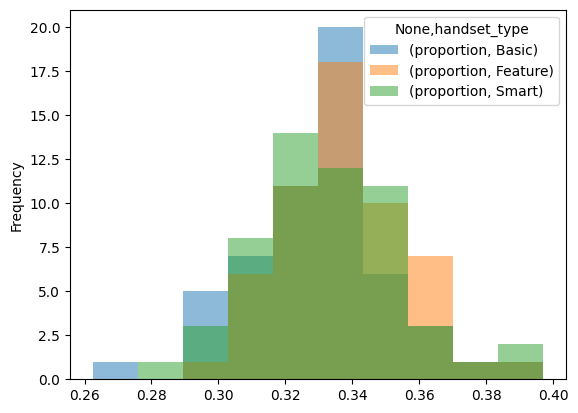 None,handset_type
(proportion, Basic)
(proportion, Feature)
(proportion, Smart)
Frequency
20.0
17.5
15.0
12.5
10.0
7.5
5.0
2.5
0.0
0.26 0.28 0.30 0.32 0.34 0.36 0.38 0.40